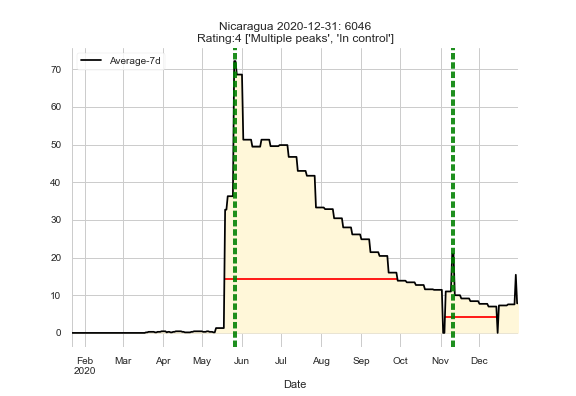 Nicaragua 2020-12-31: 6046
Rating:4 ['Multiple peaks', 'In control']
Average-7d
70
60
50
40
30
20
10
0
Feb Mar Apr May Jun Jul Aug Sep Oct Nov Dec
2020
Date